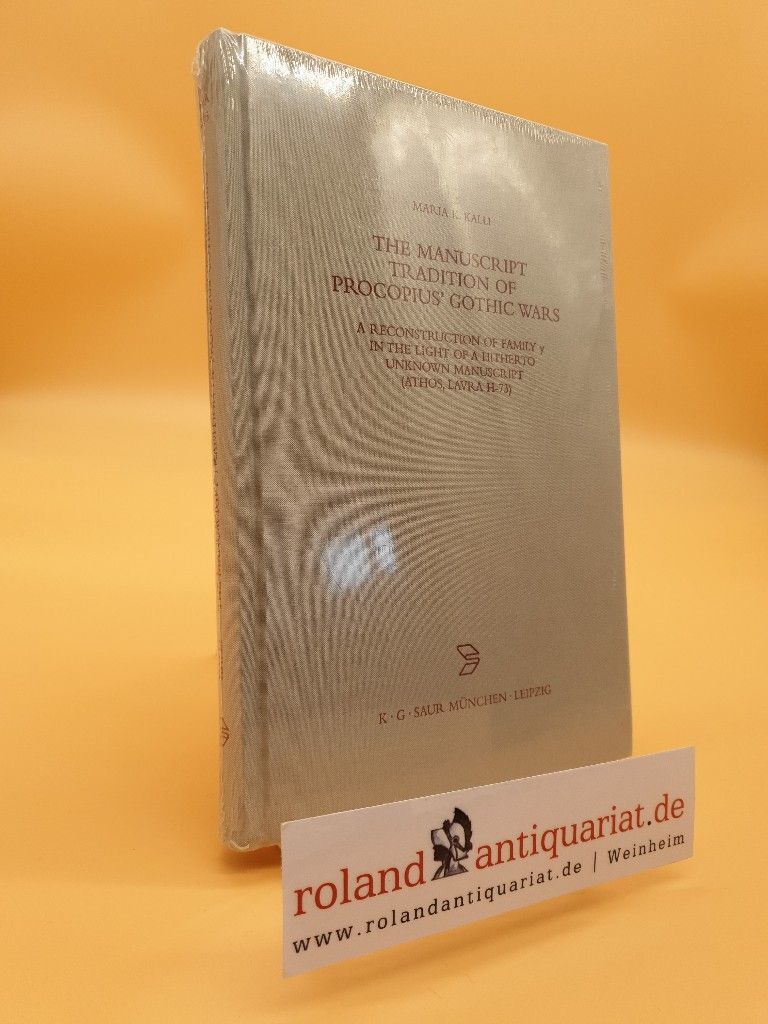 MARIA K. KALLI
THE MANUSCRIPT
TRADITION OF
PROCOPIUS' GOTHIC WARS
A RECONSTRUCTION OF FAMILY y
IN THE LIGHT OF A HITHERTO
UNKNOWN MANUSCRIPT
(ATHOS, LAVRA H-73)
K · G · SAUR MÜNCHEN · LEIPZIG
roland antiquariat.de
www.rolandantiquariat.de | Weinheim